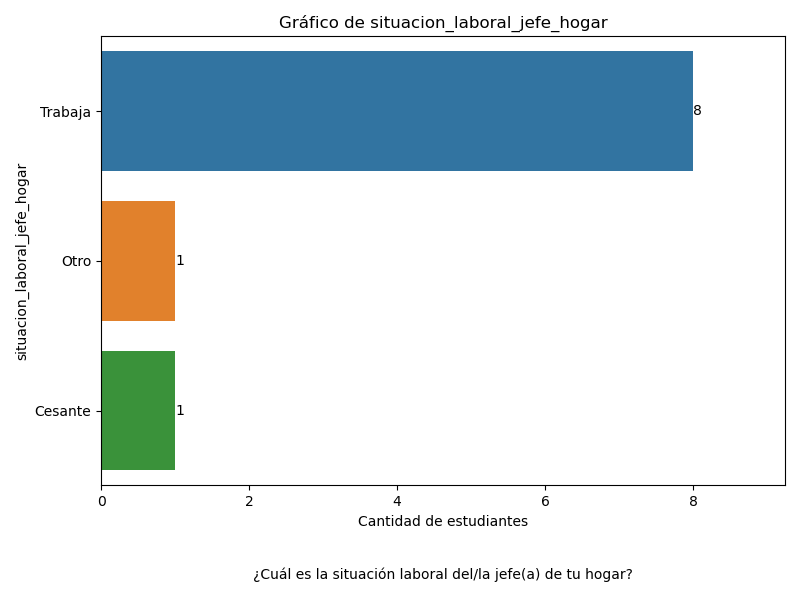 Gráfico de situacion_laboral_jefe_hogar
situacion_laboral_jefe_hogar
Trabaja
8
Otro
1
Cesante
1
0 2 4 6 8
Cantidad de estudiantes
¿Cuál es la situación laboral del/la jefe(a) de tu hogar?